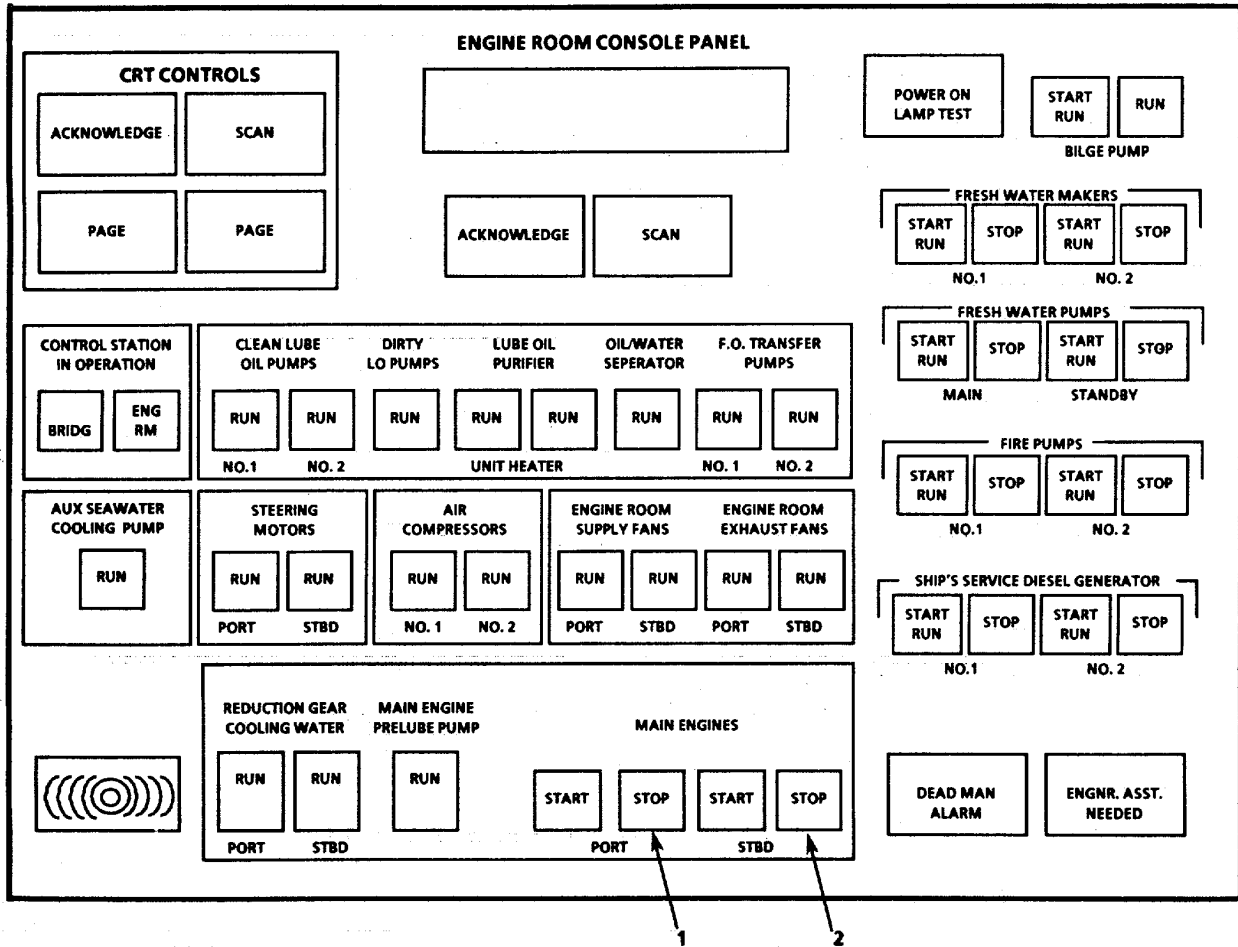 ENGINE ROOM CONSOLE PANEL
CRT CONTROLS
ACKNOWLEDGE
SCAN
PAGE
PAGE
ACKNOWLEDGE
SCAN
POWER ON
LAMP TEST
START
RUN
RUN
BILGE PUMP
FRESH WATER MAKERS
START
RUN
STOP
START
RUN
STOP
NO.1
NO. 2
FRESH WATER PUMPS
START
RUN
STOP
START
RUN
STOP
MAIN
STANDBY
FIRE PUMPS
START
RUN
STOP
START
RUN
STOP
NO.1
NO. 2
SHIP'S SERVICE DIESEL GENERATOR
START
RUN
STOP
START
RUN
STOP
NO.1
NO. 2
CONTROL STATION
IN OPERATION
BRIDG
ENG
RM
CLEAN LUBE
OIL PUMPS
DIRTY
LO PUMPS
LUBE OIL
PURIFIER
OIL/WATER
SEPERATOR
F.O. TRANSFER
PUMPS
RUN
RUN
RUN
RUN
RUN
RUN
RUN
RUN
NO.1
NO. 2
UNIT HEATER
NO. 1
NO. 2
AUX SEAWATER
COOLING PUMP
RUN
STEERING
MOTORS
RUN
RUN
PORT
STBD
AIR
COMPRESSORS
RUN
RUN
NO. 1
NO. 2
ENGINE ROOM
SUPPLY FANS
ENGINE ROOM
EXHAUST FANS
RUN
RUN
RUN
RUN
PORT
STBD
PORT
STBD
REDUCTION GEAR
COOLING WATER
MAIN ENGINE
PRELUBE PUMP
MAIN ENGINES
RUN
RUN
RUN
START
STOP
START
STOP
PORT
STBD
PORT
STBD
DEAD MAN
ALARM
ENGNR. ASST.
NEEDED
1
2